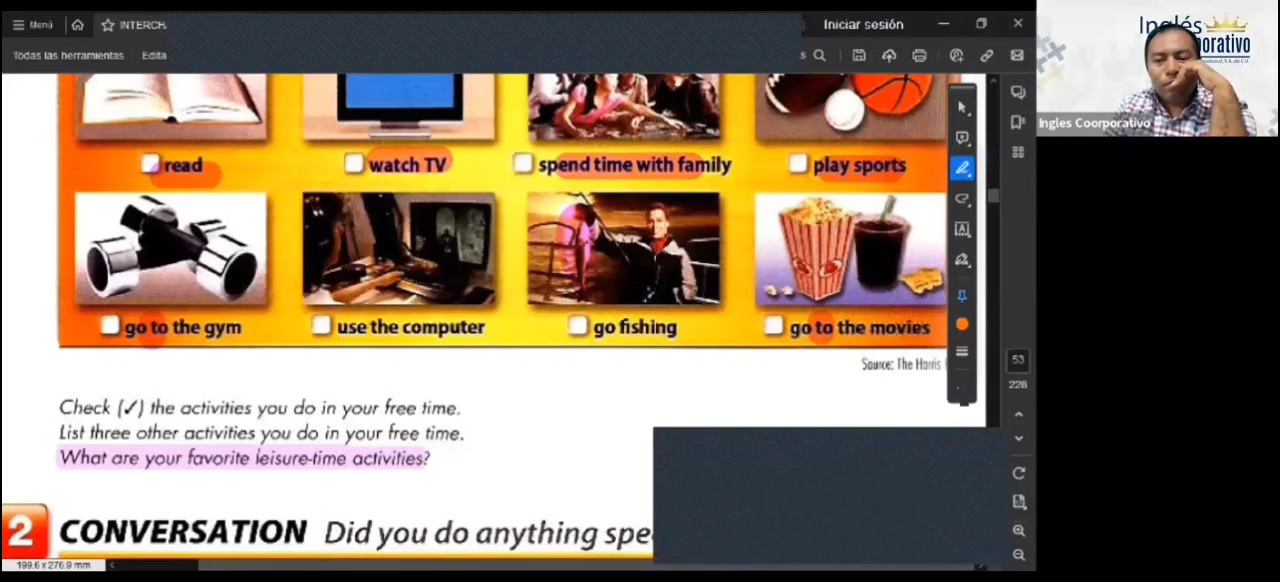 Menú INTERCH Iniciar sesión
Todas las herramientas Edita s
read watch TV spend time with family play sports
go to the gym use the computer go fishing go to the movies
Source: The Harris
Check (✓) the activities you do in your free time.
List three other activities you do in your free time.
What are your favorite leisure-time activities?
2 CONVERSATION Did you do anything spe
199.6 x 276.9 mm
53
228
Inglés
orporativo
Ingles Coorporativo